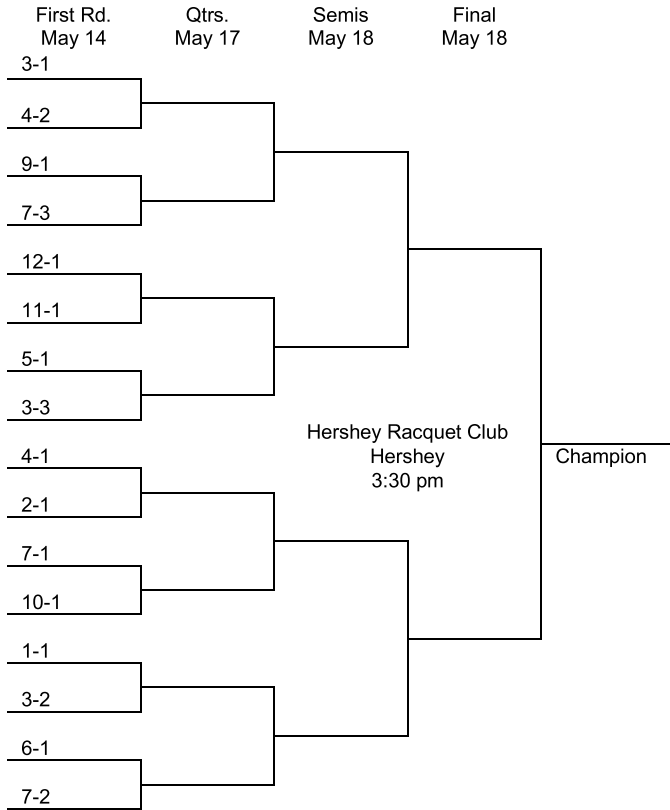 First Rd. Qtrs. Semis Final
May 14 May 17 May 18 May 18
3-1
4-2
9-1
7-3
12-1
11-1
5-1
3-3
Hershey Racquet Club
Hershey
3:30 pm
Champion
4-1
2-1
7-1
10-1
1-1
3-2
6-1
7-2